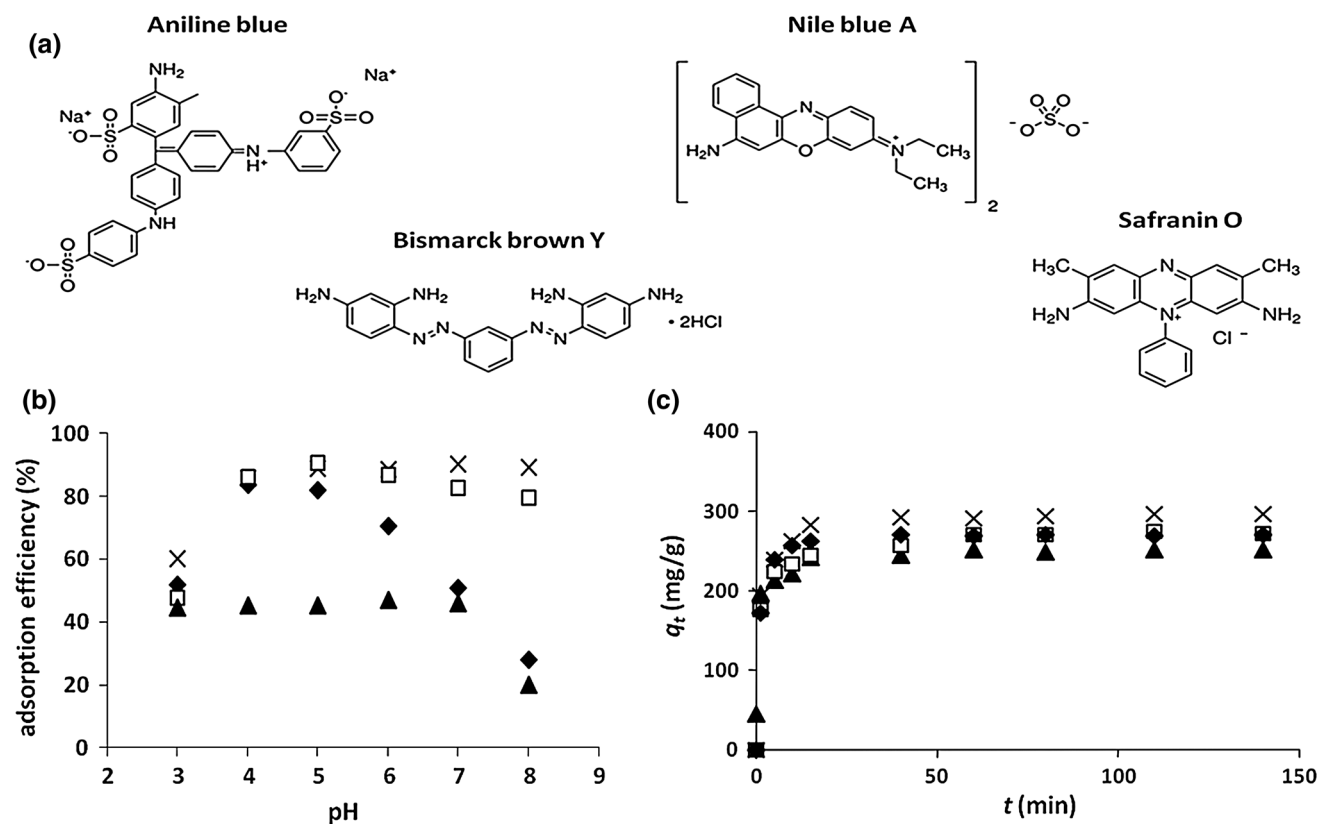 (a)
Aniline blue
NH2
Na+
Na+
O-
O S O
-O S O
O
N
H+
NH
-O S O
O
Nile blue A
N
H2N
O
N+
CH3
CH3
2
O O
-O S O-
Bismarck brown Y
H2N
NH2
H2N
NH2
N=N
N=N
• 2HCl
Safranin O
H3C
N
CH3
H2N
N+
NH2
Cl -
(b)
adsorption efficiency (%)
100
80
60
40
20
0
2 3 4 5 6 7 8 9
pH
(c)
qt (mg/g)
400
300
200
100
0
0 50 100 150
t (min)